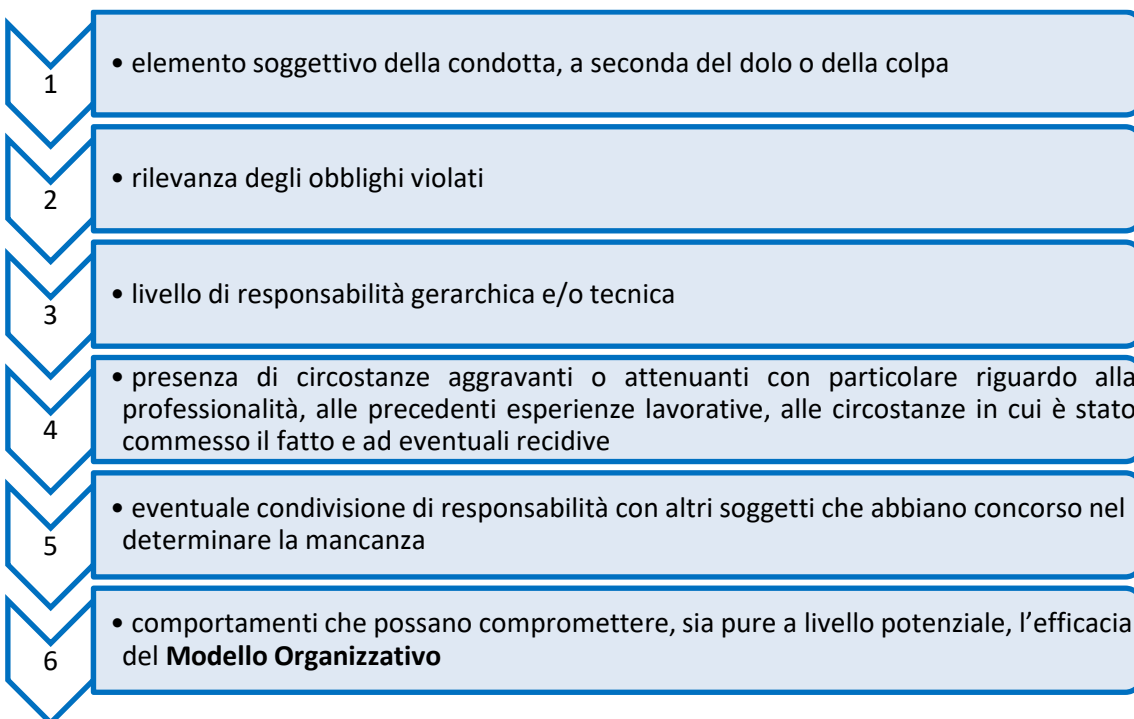 1
• elemento soggettivo della condotta, a seconda del dolo o della colpa
2
• rilevanza degli obblighi violati
3
• livello di responsabilità gerarchica e/o tecnica
4
• presenza di circostanze aggravanti o attenuanti con particolare riguardo alla
professionalità, alle precedenti esperienze lavorative, alle circostanze in cui è stato
commesso il fatto e ad eventuali recidive
5
• eventuale condivisione di responsabilità con altri soggetti che abbiano concorso nel
determinare la mancanza
6
• comportamenti che possano compromettere, sia pure a livello potenziale, l’efficacia
del Modello Organizzativo